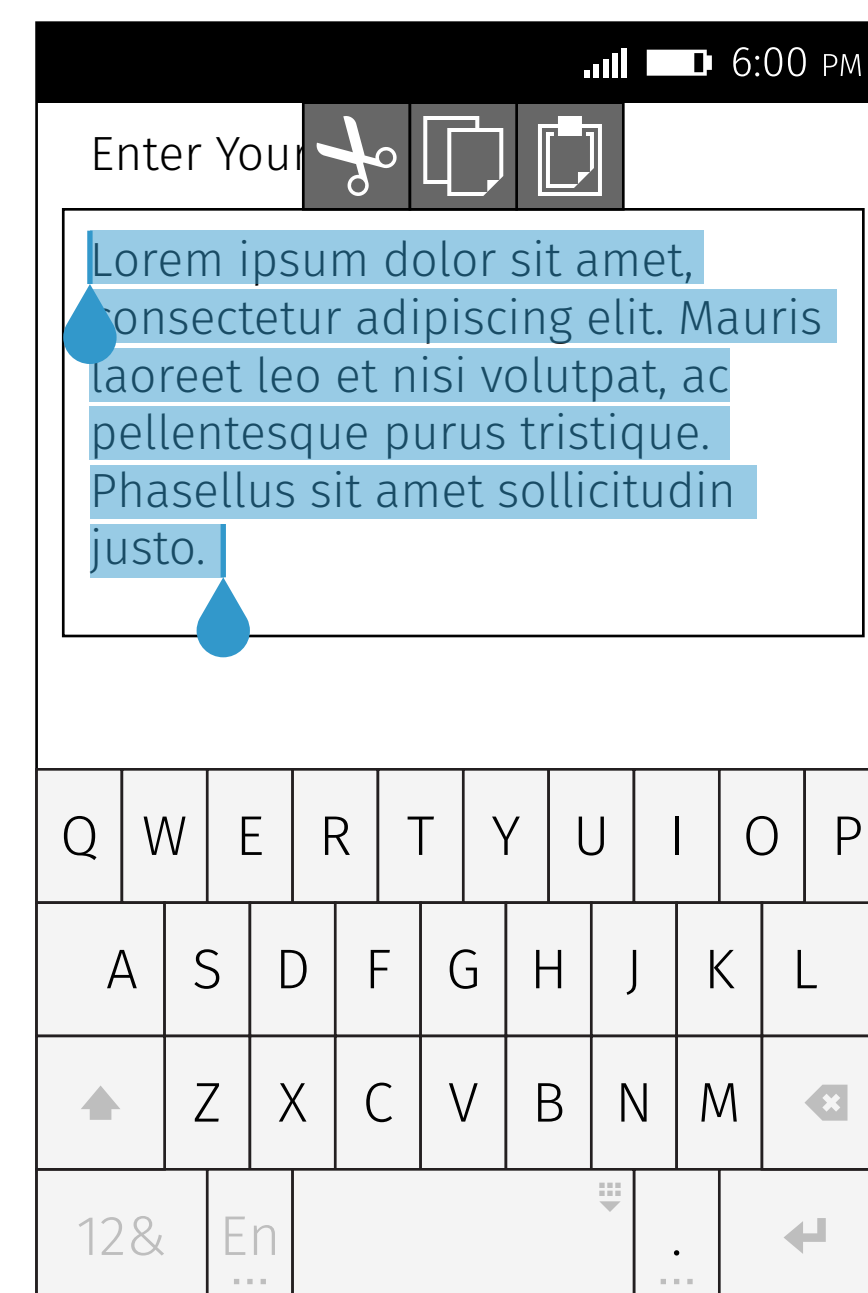 6:00 PM
Enter Your
Lorem ipsum dolor sit amet,
consectetur adipiscing elit. Mauris
laoreet leo et nisi volutpat, ac
pellentesque purus tristique.
Phasellus sit amet sollicitudin
justo.
Q W E R T Y U I O P
A S D F G H J K L
Z X C V B N M
12& En .